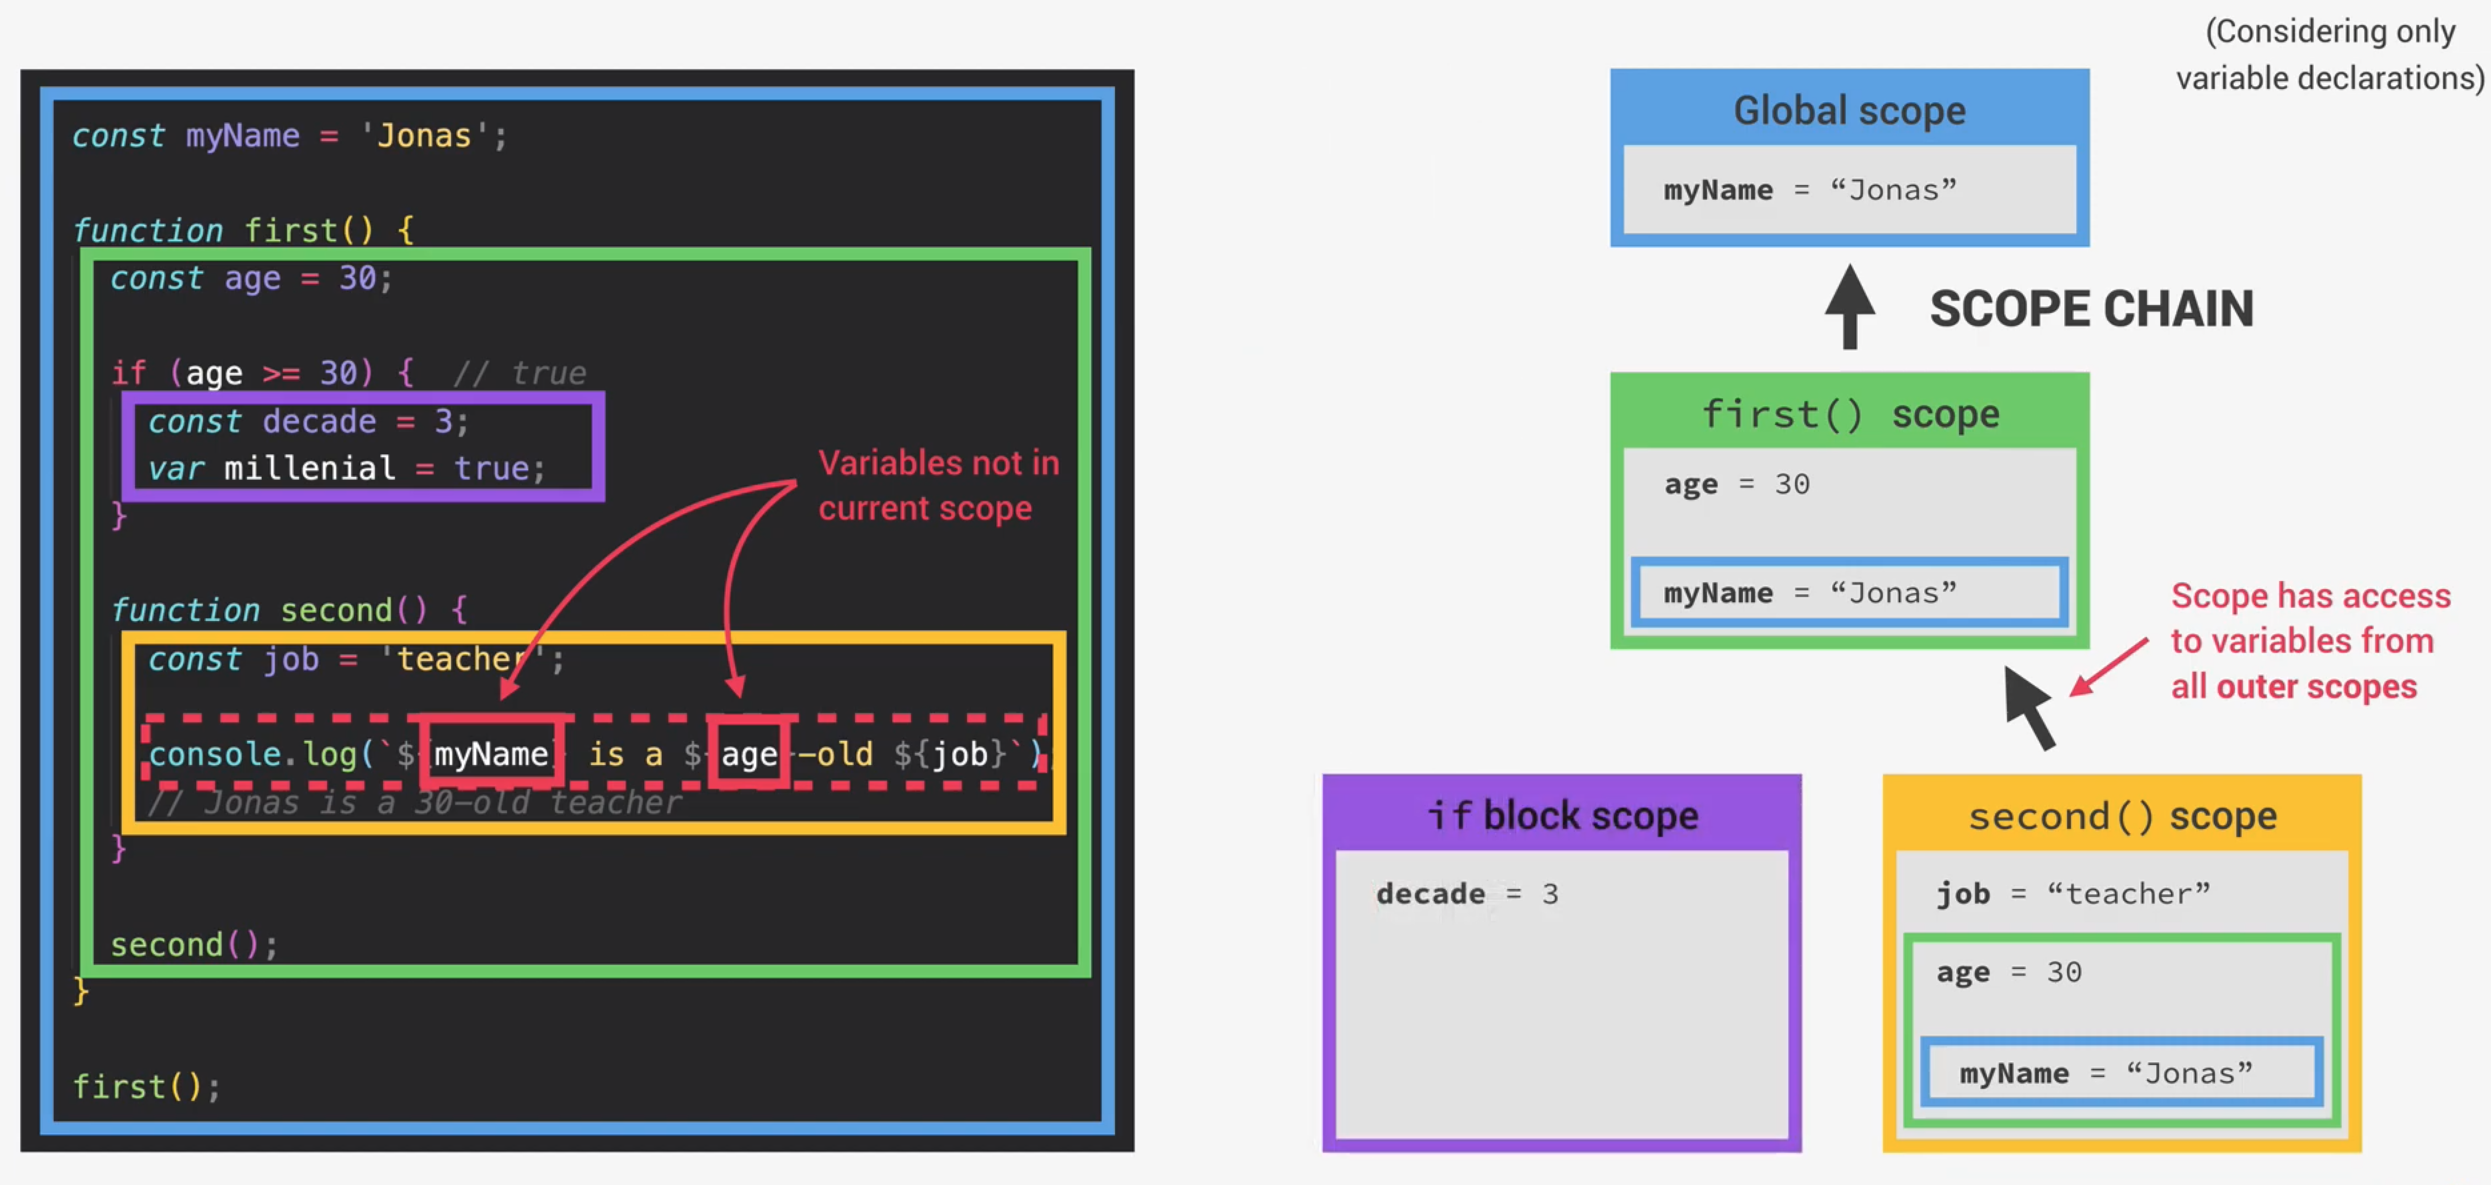 const myName = 'Jonas';
function first() {
const age = 30;
if (age >= 30) { // true
const decade = 3;
var millenial = true;
}
function second() {
const job = 'teacher';
console.log(`${myName} is a ${age}-old ${job}`);
// Jonas is a 30-old teacher
}
second();
}
first();
Variables not in
current scope
(Considering only
variable declarations)
Global scope
myName = “Jonas”
SCOPE CHAIN
first() scope
age = 30
myName = “Jonas”
Scope has access
to variables from
all outer scopes
if block scope
decade = 3
second() scope
job = “teacher”
age = 30
myName = “Jonas”